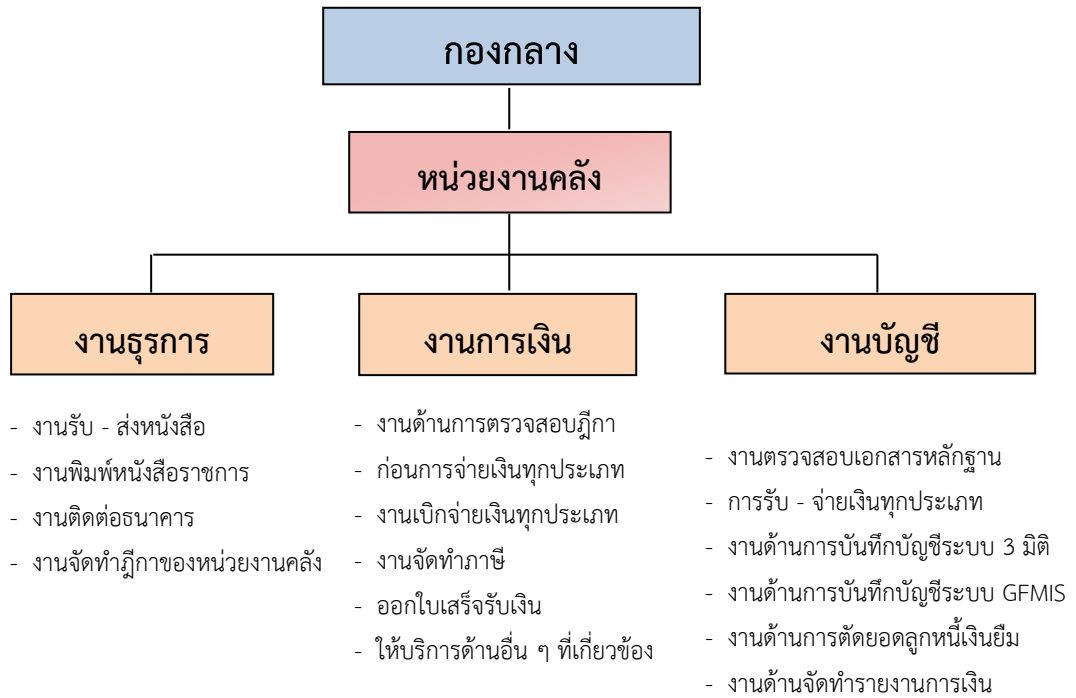 กองกลาง
หน่วยงานคลัง
งานธุรการ
- งานรับ - ส่งหนังสือ
- งานพิมพ์หนังสือราชการ
- งานติดต่อธนาคาร
- งานจัดทำฎีกาของหน่วยงานคลัง
งานการเงิน
- งานด้านการตรวจสอบฎีกา
- ก่อนการจ่ายเงินทุกประเภท
- งานเบิกจ่ายเงินทุกประเภท
- งานจัดทำภาษี
- ออกใบเสร็จรับเงิน
- ให้บริการด้านอื่น ๆ ที่เกี่ยวข้อง
งานบัญชี
- งานตรวจสอบเอกสารหลักฐาน
- การรับ - จ่ายเงินทุกประเภท
- งานด้านการบันทึกบัญชีระบบ 3 มิติ
- งานด้านการบันทึกบัญชีระบบ GFMIS
- งานด้านการตัดยอดลูกหนี้เงินยืม
- งานด้านจัดทำรายงานการเงิน